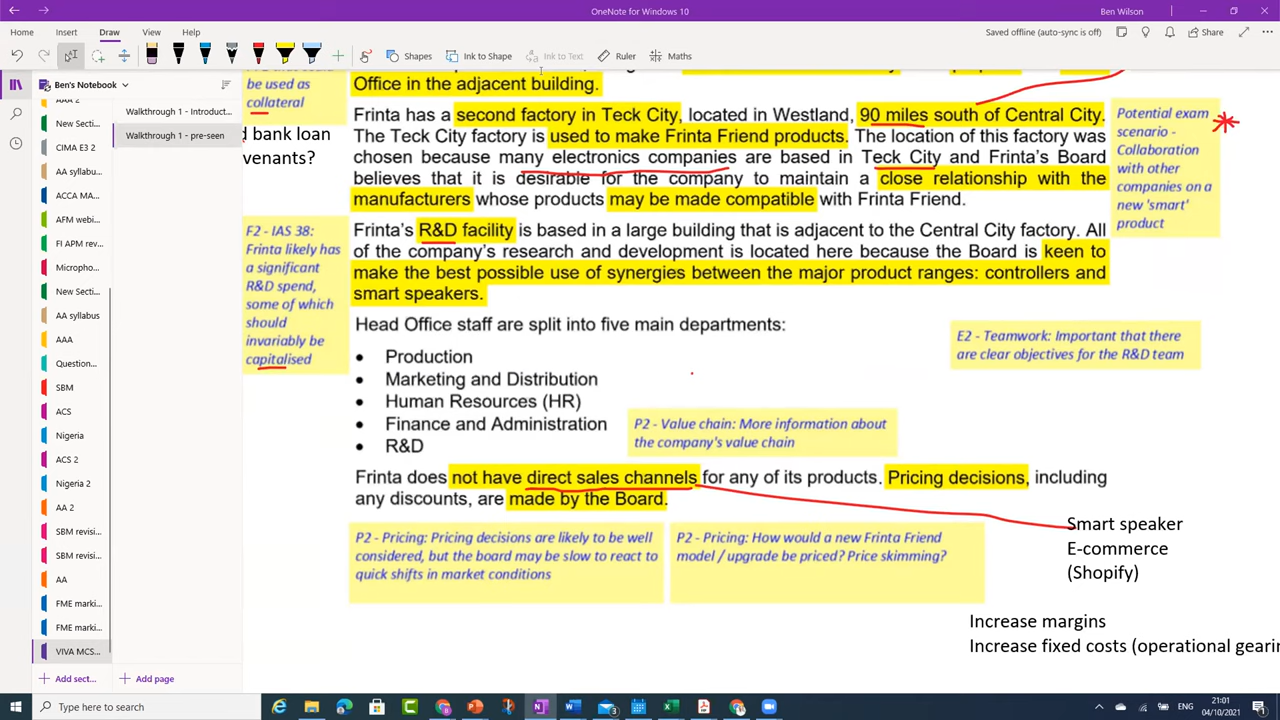 OneNote for Windows 10
Ben Wilson
Home Insert Draw View Help
Saved offline (auto-sync is off)
Share
Shapes
Ink to Shape
Ink to Text
Ruler
Maths
Ben's Notebook
AAA 2
New Secti...
CIMA E3 2
AA syllabu...
ACCA MA...
AFM webi...
FI APM rev...
Micropho...
New Secti...
AA syllabus
AAA
Question...
SBM
ACS
Nigeria
ACS 2
Nigeria 2
AA 2
SBM revisi...
SBM revisi...
AA
FME marki...
FME marki...
VIVA MCS...
Add sect...
Walkthrough 1 - Introduct...
Walkthrough 1 - pre-seen
Add page
be used as
collateral
d bank loan
venants?
Office in the adjacent building.
Frinta has a second factory in Teck City, located in Westland, 90 miles south of Central City.
The Teck City factory is used to make Frinta Friend products. The location of this factory was
chosen because many electronics companies are based in Teck City and Frinta's Board
believes that it is desirable for the company to maintain a close relationship with the
manufacturers whose products may be made compatible with Frinta Friend.
Potential exam
scenario -
Collaboration
with other
companies on a
new 'smart'
product
F2 - IAS 38:
Frinta likely has
a significant
R&D spend,
some of which
should
invariably be
capitalised
Frinta's R&D facility is based in a large building that is adjacent to the Central City factory. All
of the company's research and development is located here because the Board is keen to
make the best possible use of synergies between the major product ranges: controllers and
smart speakers.
Head Office staff are split into five main departments:
• Production
• Marketing and Distribution
• Human Resources (HR)
• Finance and Administration
• R&D
E2 - Teamwork: Important that there
are clear objectives for the R&D team
P2 - Value chain: More information about
the company's value chain
Frinta does not have direct sales channels for any of its products. Pricing decisions, including
any discounts, are made by the Board.
P2 - Pricing: Pricing decisions are likely to be well
considered, but the board may be slow to react to
quick shifts in market conditions
P2 - Pricing: How would a new Frinta Friend
model / upgrade be priced? Price skimming?
Smart speaker
E-commerce
(Shopify)
Increase margins
Increase fixed costs (operational gearin
Type here to search
ENG
21:01
04/10/2021